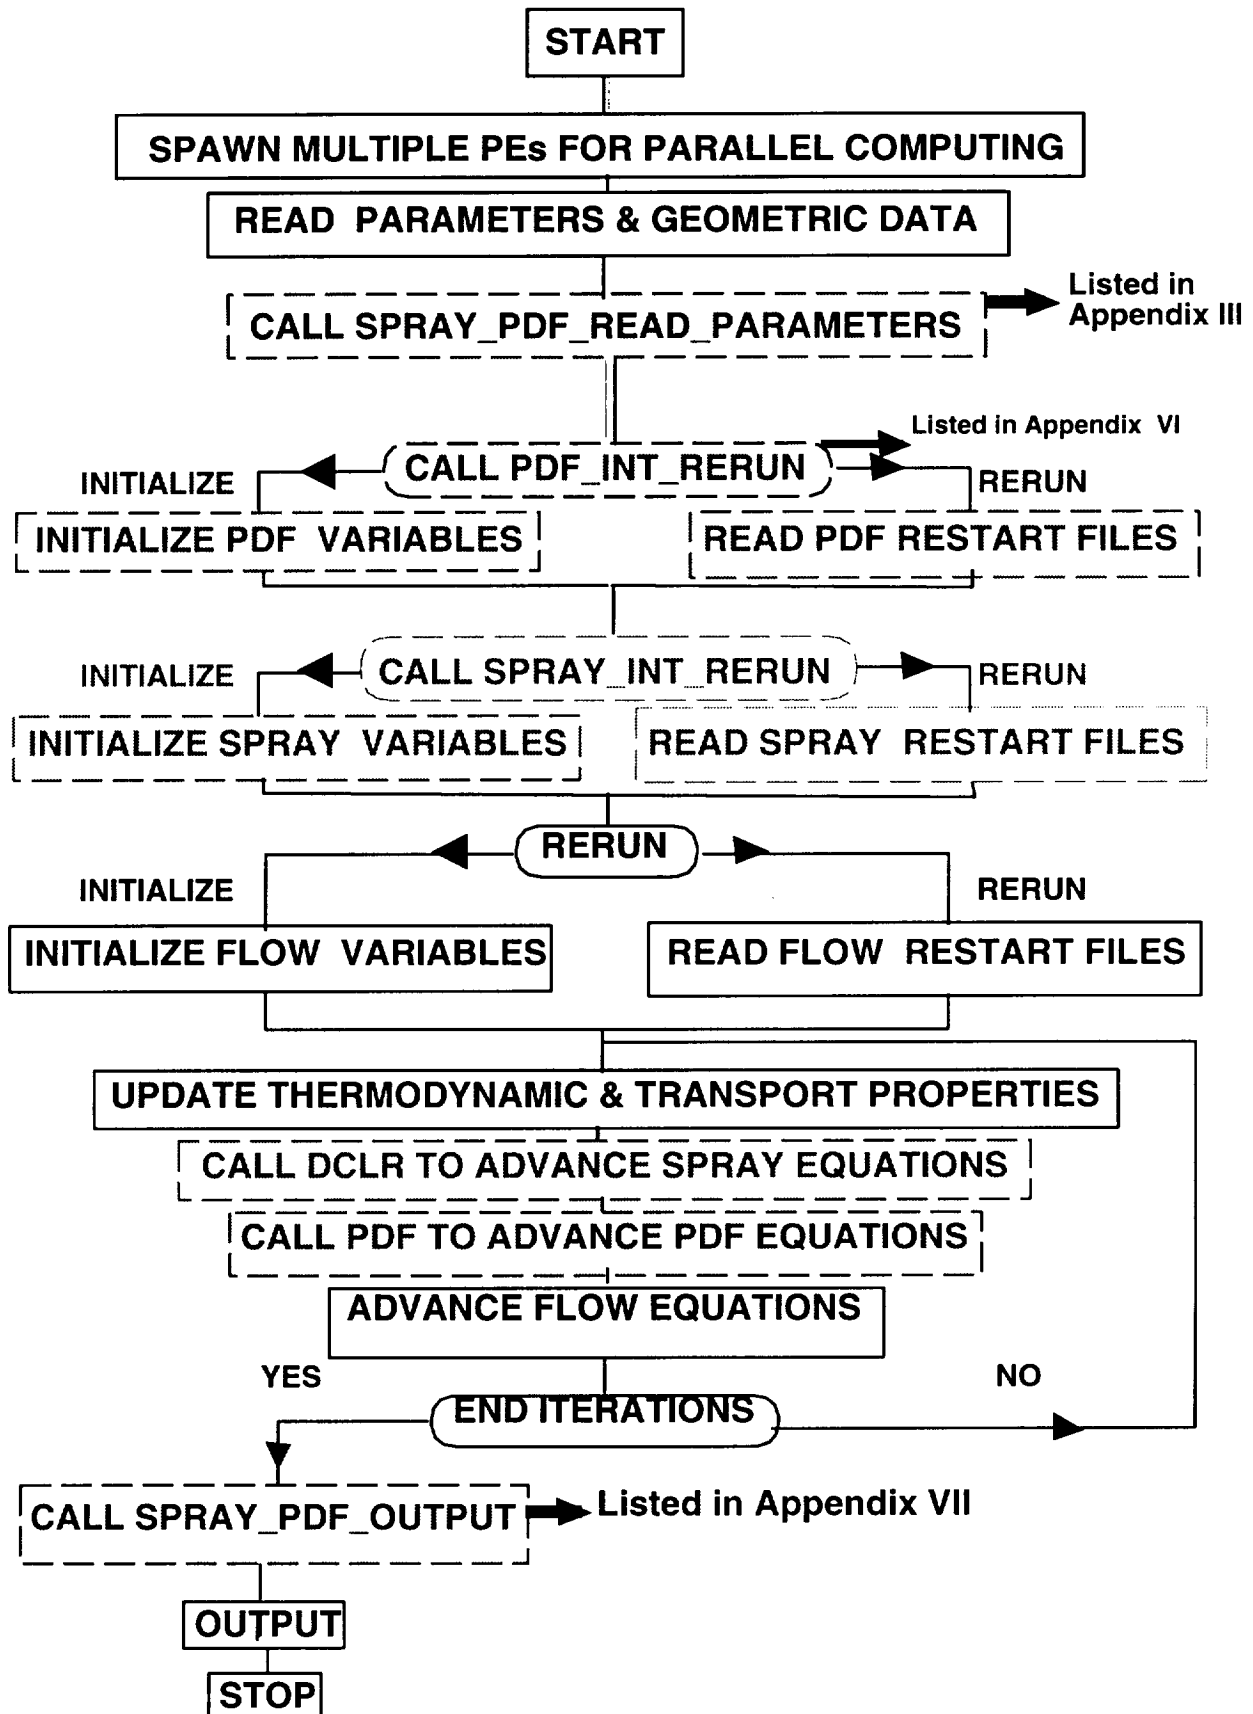 START
SPAWN MULTIPLE PEs FOR PARALLEL COMPUTING
READ PARAMETERS & GEOMETRIC DATA
Listed in
Appendix III
CALL SPRAY_PDF_READ_PARAMETERS
Listed in Appendix VI
CALL PDF_INT_RERUN
INITIALIZE
RERUN
INITIALIZE PDF VARIABLES
READ PDF RESTART FILES
CALL SPRAY_INT_RERUN
INITIALIZE
RERUN
INITIALIZE SPRAY VARIABLES
READ SPRAY RESTART FILES
RERUN
INITIALIZE
RERUN
INITIALIZE FLOW VARIABLES
READ FLOW RESTART FILES
UPDATE THERMODYNAMIC & TRANSPORT PROPERTIES
CALL DCLR TO ADVANCE SPRAY EQUATIONS
CALL PDF TO ADVANCE PDF EQUATIONS
ADVANCE FLOW EQUATIONS
YES
NO
END ITERATIONS
CALL SPRAY_PDF_OUTPUT
Listed in Appendix VII
OUTPUT
STOP